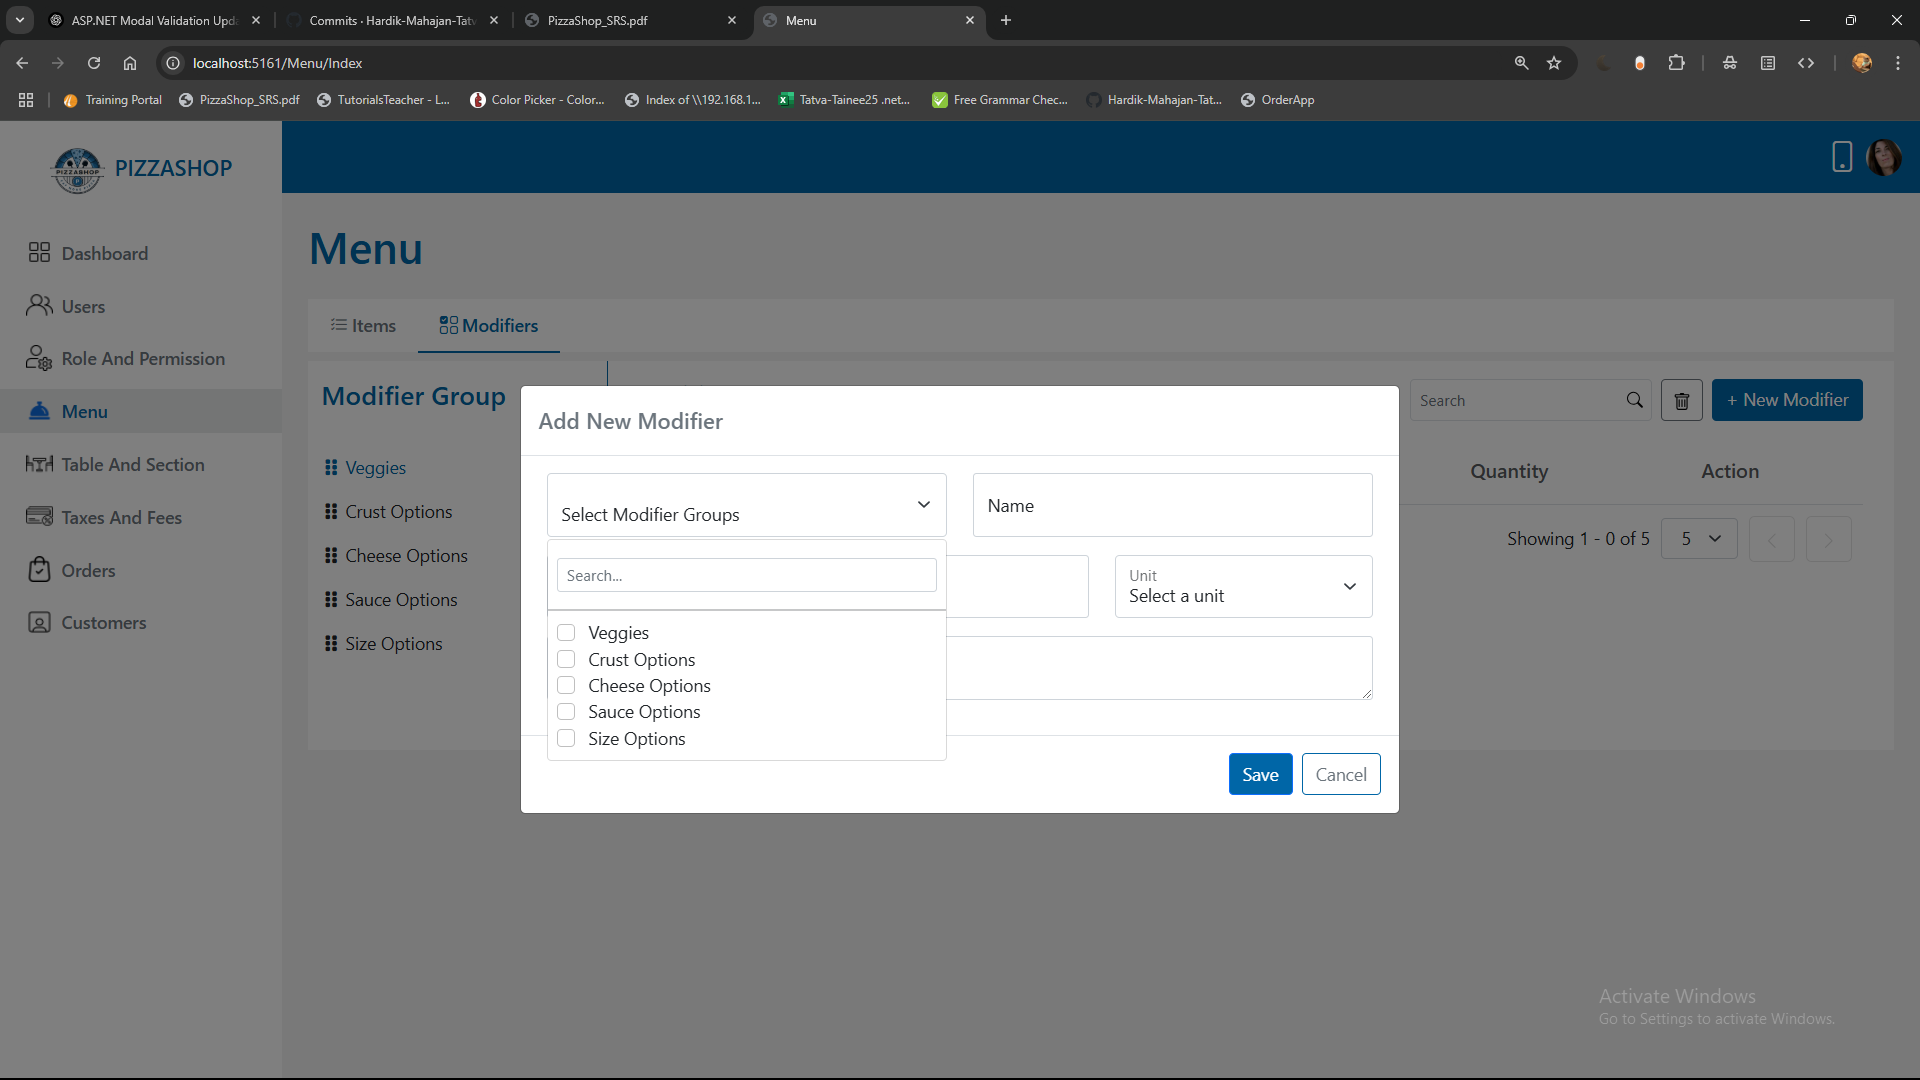 ASP.NET Modal Validation Upd
Commits · Hardik-Mahajan-Tatv
PizzaShop_SRS.pdf
Menu
localhost:5161/Menu/Index
Training Portal
PizzaShop_SRS.pdf
TutorialsTeacher - L...
Color Picker - Color...
Index of \\192.168.1...
Tatva-Tainee25 .net...
Free Grammar Chec...
Hardik-Mahajan-Tat...
OrderApp
PIZZASHOP
PIZZASHOP
Dashboard
Users
Role And Permission
Menu
Table And Section
Taxes And Fees
Orders
Customers
Menu
Items
Modifiers
Modifier Group
Veggies
Crust Options
Cheese Options
Sauce Options
Size Options
Search
+ New Modifier
Quantity
Action
Showing 1 - 0 of 5
5
Add New Modifier
Select Modifier Groups
Name
Search...
Unit
Select a unit
Veggies
Crust Options
Cheese Options
Sauce Options
Size Options
Save
Cancel
Activate Windows
Go to Settings to activate Windows.